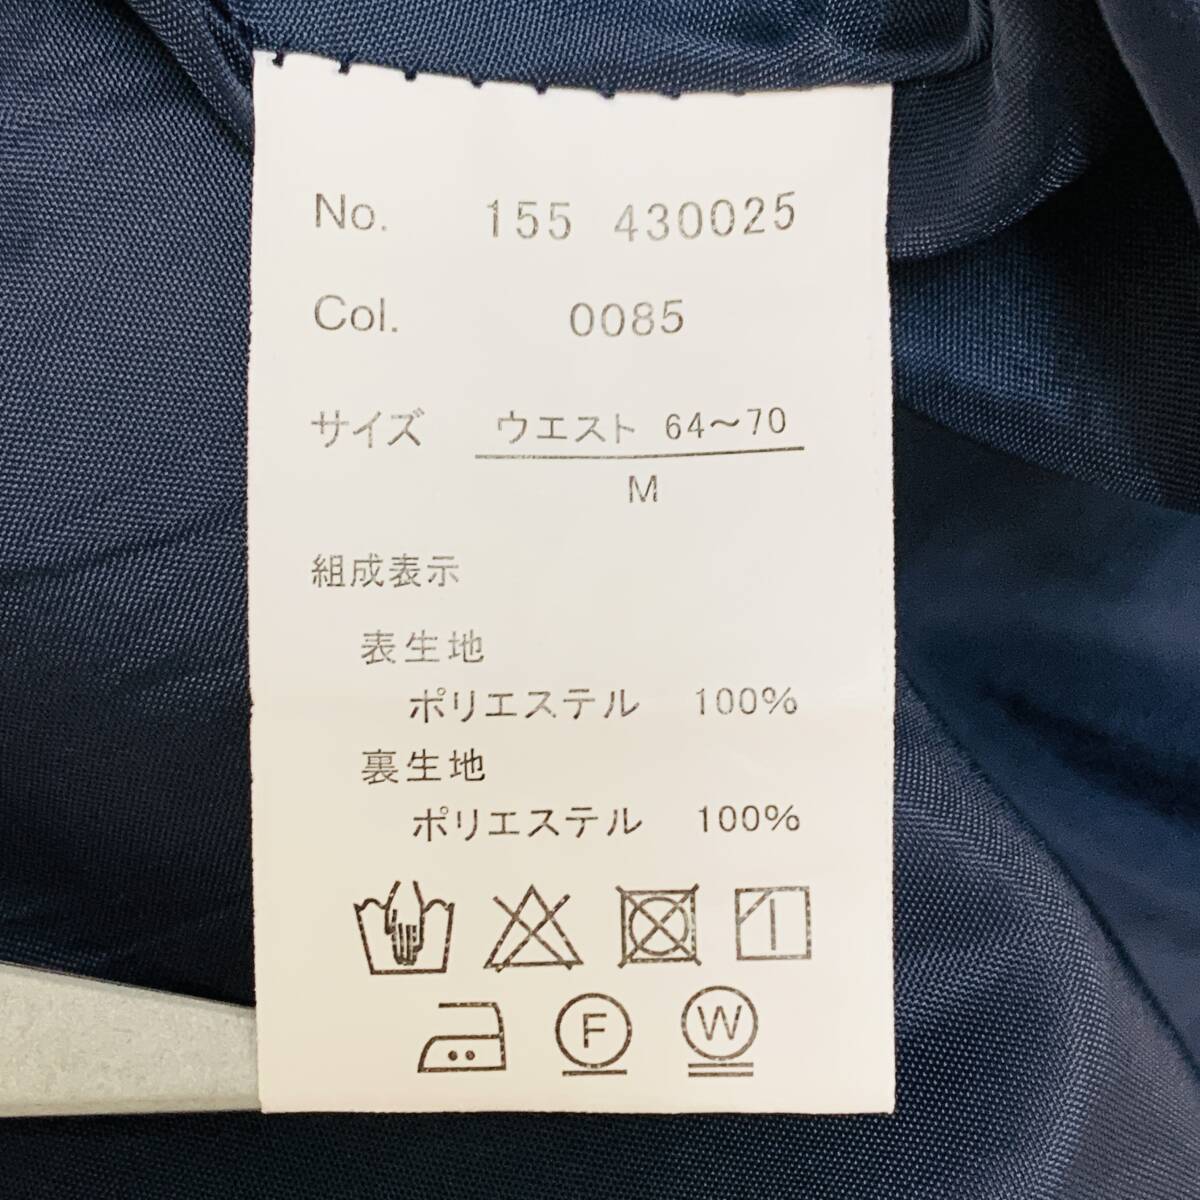 No. 155 430025
Col. 0085
サイズ ウエスト 64～70
M
組成表示
表生地
ポリエステル 100%
裏生地
ポリエステル 100%
F W